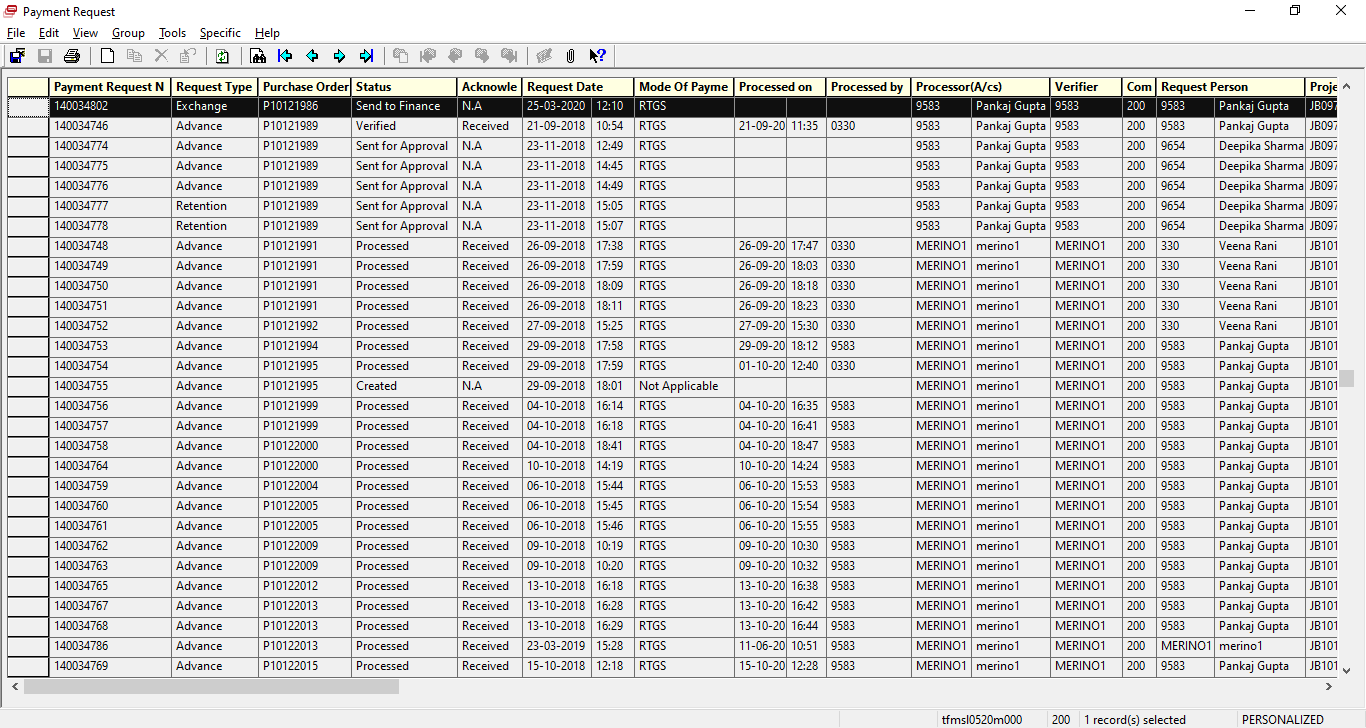 Payment Request
File Edit View Group Tools Specific Help
Payment Request N Request Type Purchase Order Status Acknowle Request Date Mode Of Payme Processed on Processed by Processor(A/cs) Verifier Com Request Person Proje
140034802 Exchange P10121986 Send to Finance N.A 25-03-2020 12:10 RTGS 9583 Pankaj Gupta 9583 200 9583 Pankaj Gupta JB097
140034746 Advance P10121989 Verified Received 21-09-2018 10:54 RTGS 21-09-20 11:35 0330 9583 Pankaj Gupta 9583 200 9583 Pankaj Gupta JB097
140034774 Advance P10121989 Sent for Approval N.A 23-11-2018 12:49 RTGS 9583 Pankaj Gupta 9583 200 9654 Deepika Sharma JB097
140034775 Advance P10121989 Sent for Approval N.A 23-11-2018 14:45 RTGS 9583 Pankaj Gupta 9583 200 9654 Deepika Sharma JB097
140034776 Advance P10121989 Sent for Approval N.A 23-11-2018 14:49 RTGS 9583 Pankaj Gupta 9583 200 9654 Deepika Sharma JB097
140034777 Retention P10121989 Sent for Approval N.A 23-11-2018 15:05 RTGS 9583 Pankaj Gupta 9583 200 9654 Deepika Sharma JB097
140034778 Retention P10121989 Sent for Approval N.A 23-11-2018 15:07 RTGS 9583 Pankaj Gupta 9583 200 9654 Deepika Sharma JB097
140034748 Advance P10121991 Processed Received 26-09-2018 17:38 RTGS 26-09-20 17:47 0330 MERINO1 merino1 MERINO1 200 330 Veena Rani JB101
140034749 Advance P10121991 Processed Received 26-09-2018 17:59 RTGS 26-09-20 18:03 0330 MERINO1 merino1 MERINO1 200 330 Veena Rani JB101
140034750 Advance P10121991 Processed Received 26-09-2018 18:09 RTGS 26-09-20 18:18 0330 MERINO1 merino1 MERINO1 200 330 Veena Rani JB101
140034751 Advance P10121991 Processed Received 26-09-2018 18:11 RTGS 26-09-20 18:23 0330 MERINO1 merino1 MERINO1 200 330 Veena Rani JB101
140034752 Advance P10121992 Processed Received 27-09-2018 15:25 RTGS 27-09-20 15:30 0330 MERINO1 merino1 MERINO1 200 330 Veena Rani JB101
140034753 Advance P10121994 Processed Received 29-09-2018 17:58 RTGS 29-09-20 18:12 9583 MERINO1 merino1 MERINO1 200 9583 Pankaj Gupta JB101
140034754 Advance P10121995 Processed Received 29-09-2018 17:59 RTGS 01-10-20 12:40 0330 MERINO1 merino1 MERINO1 200 9583 Pankaj Gupta JB101
140034755 Advance P10121995 Created N.A 29-09-2018 18:01 Not Applicable MERINO1 merino1 MERINO1 200 9583 Pankaj Gupta JB101
140034756 Advance P10121999 Processed Received 04-10-2018 16:14 RTGS 04-10-20 16:35 9583 MERINO1 merino1 MERINO1 200 9583 Pankaj Gupta JB101
140034757 Advance P10121999 Processed Received 04-10-2018 16:18 RTGS 04-10-20 16:41 9583 MERINO1 merino1 MERINO1 200 9583 Pankaj Gupta JB101
140034758 Advance P10122000 Processed Received 04-10-2018 18:41 RTGS 04-10-20 18:47 9583 MERINO1 merino1 MERINO1 200 9583 Pankaj Gupta JB101
140034764 Advance P10122000 Processed Received 10-10-2018 14:19 RTGS 10-10-20 14:24 9583 MERINO1 merino1 MERINO1 200 9583 Pankaj Gupta JB101
140034759 Advance P10122004 Processed Received 06-10-2018 15:44 RTGS 06-10-20 15:53 9583 MERINO1 merino1 MERINO1 200 9583 Pankaj Gupta JB101
140034760 Advance P10122005 Processed Received 06-10-2018 15:45 RTGS 06-10-20 15:54 9583 MERINO1 merino1 MERINO1 200 9583 Pankaj Gupta JB101
140034761 Advance P10122005 Processed Received 06-10-2018 15:46 RTGS 06-10-20 15:55 9583 MERINO1 merino1 MERINO1 200 9583 Pankaj Gupta JB101
140034762 Advance P10122009 Processed Received 09-10-2018 10:19 RTGS 09-10-20 10:30 9583 MERINO1 merino1 MERINO1 200 9583 Pankaj Gupta JB101
140034763 Advance P10122009 Processed Received 09-10-2018 10:20 RTGS 09-10-20 10:32 9583 MERINO1 merino1 MERINO1 200 9583 Pankaj Gupta JB101
140034765 Advance P10122012 Processed Received 13-10-2018 16:18 RTGS 13-10-20 16:38 9583 MERINO1 merino1 MERINO1 200 9583 Pankaj Gupta JB101
140034767 Advance P10122013 Processed Received 13-10-2018 16:28 RTGS 13-10-20 16:42 9583 MERINO1 merino1 MERINO1 200 9583 Pankaj Gupta JB101
140034768 Advance P10122013 Processed Received 13-10-2018 16:29 RTGS 13-10-20 16:44 9583 MERINO1 merino1 MERINO1 200 9583 Pankaj Gupta JB101
140034786 Advance P10122013 Processed Received 23-03-2019 15:28 RTGS 11-06-20 10:51 9583 MERINO1 merino1 MERINO1 200 MERINO1 merino1 JB101
140034769 Advance P10122015 Processed Received 15-10-2018 12:18 RTGS 15-10-20 12:28 9583 MERINO1 merino1 MERINO1 200 9583 Pankaj Gupta JB101
tfmsl0520m000 200 1 record(s) selected PERSONALIZED